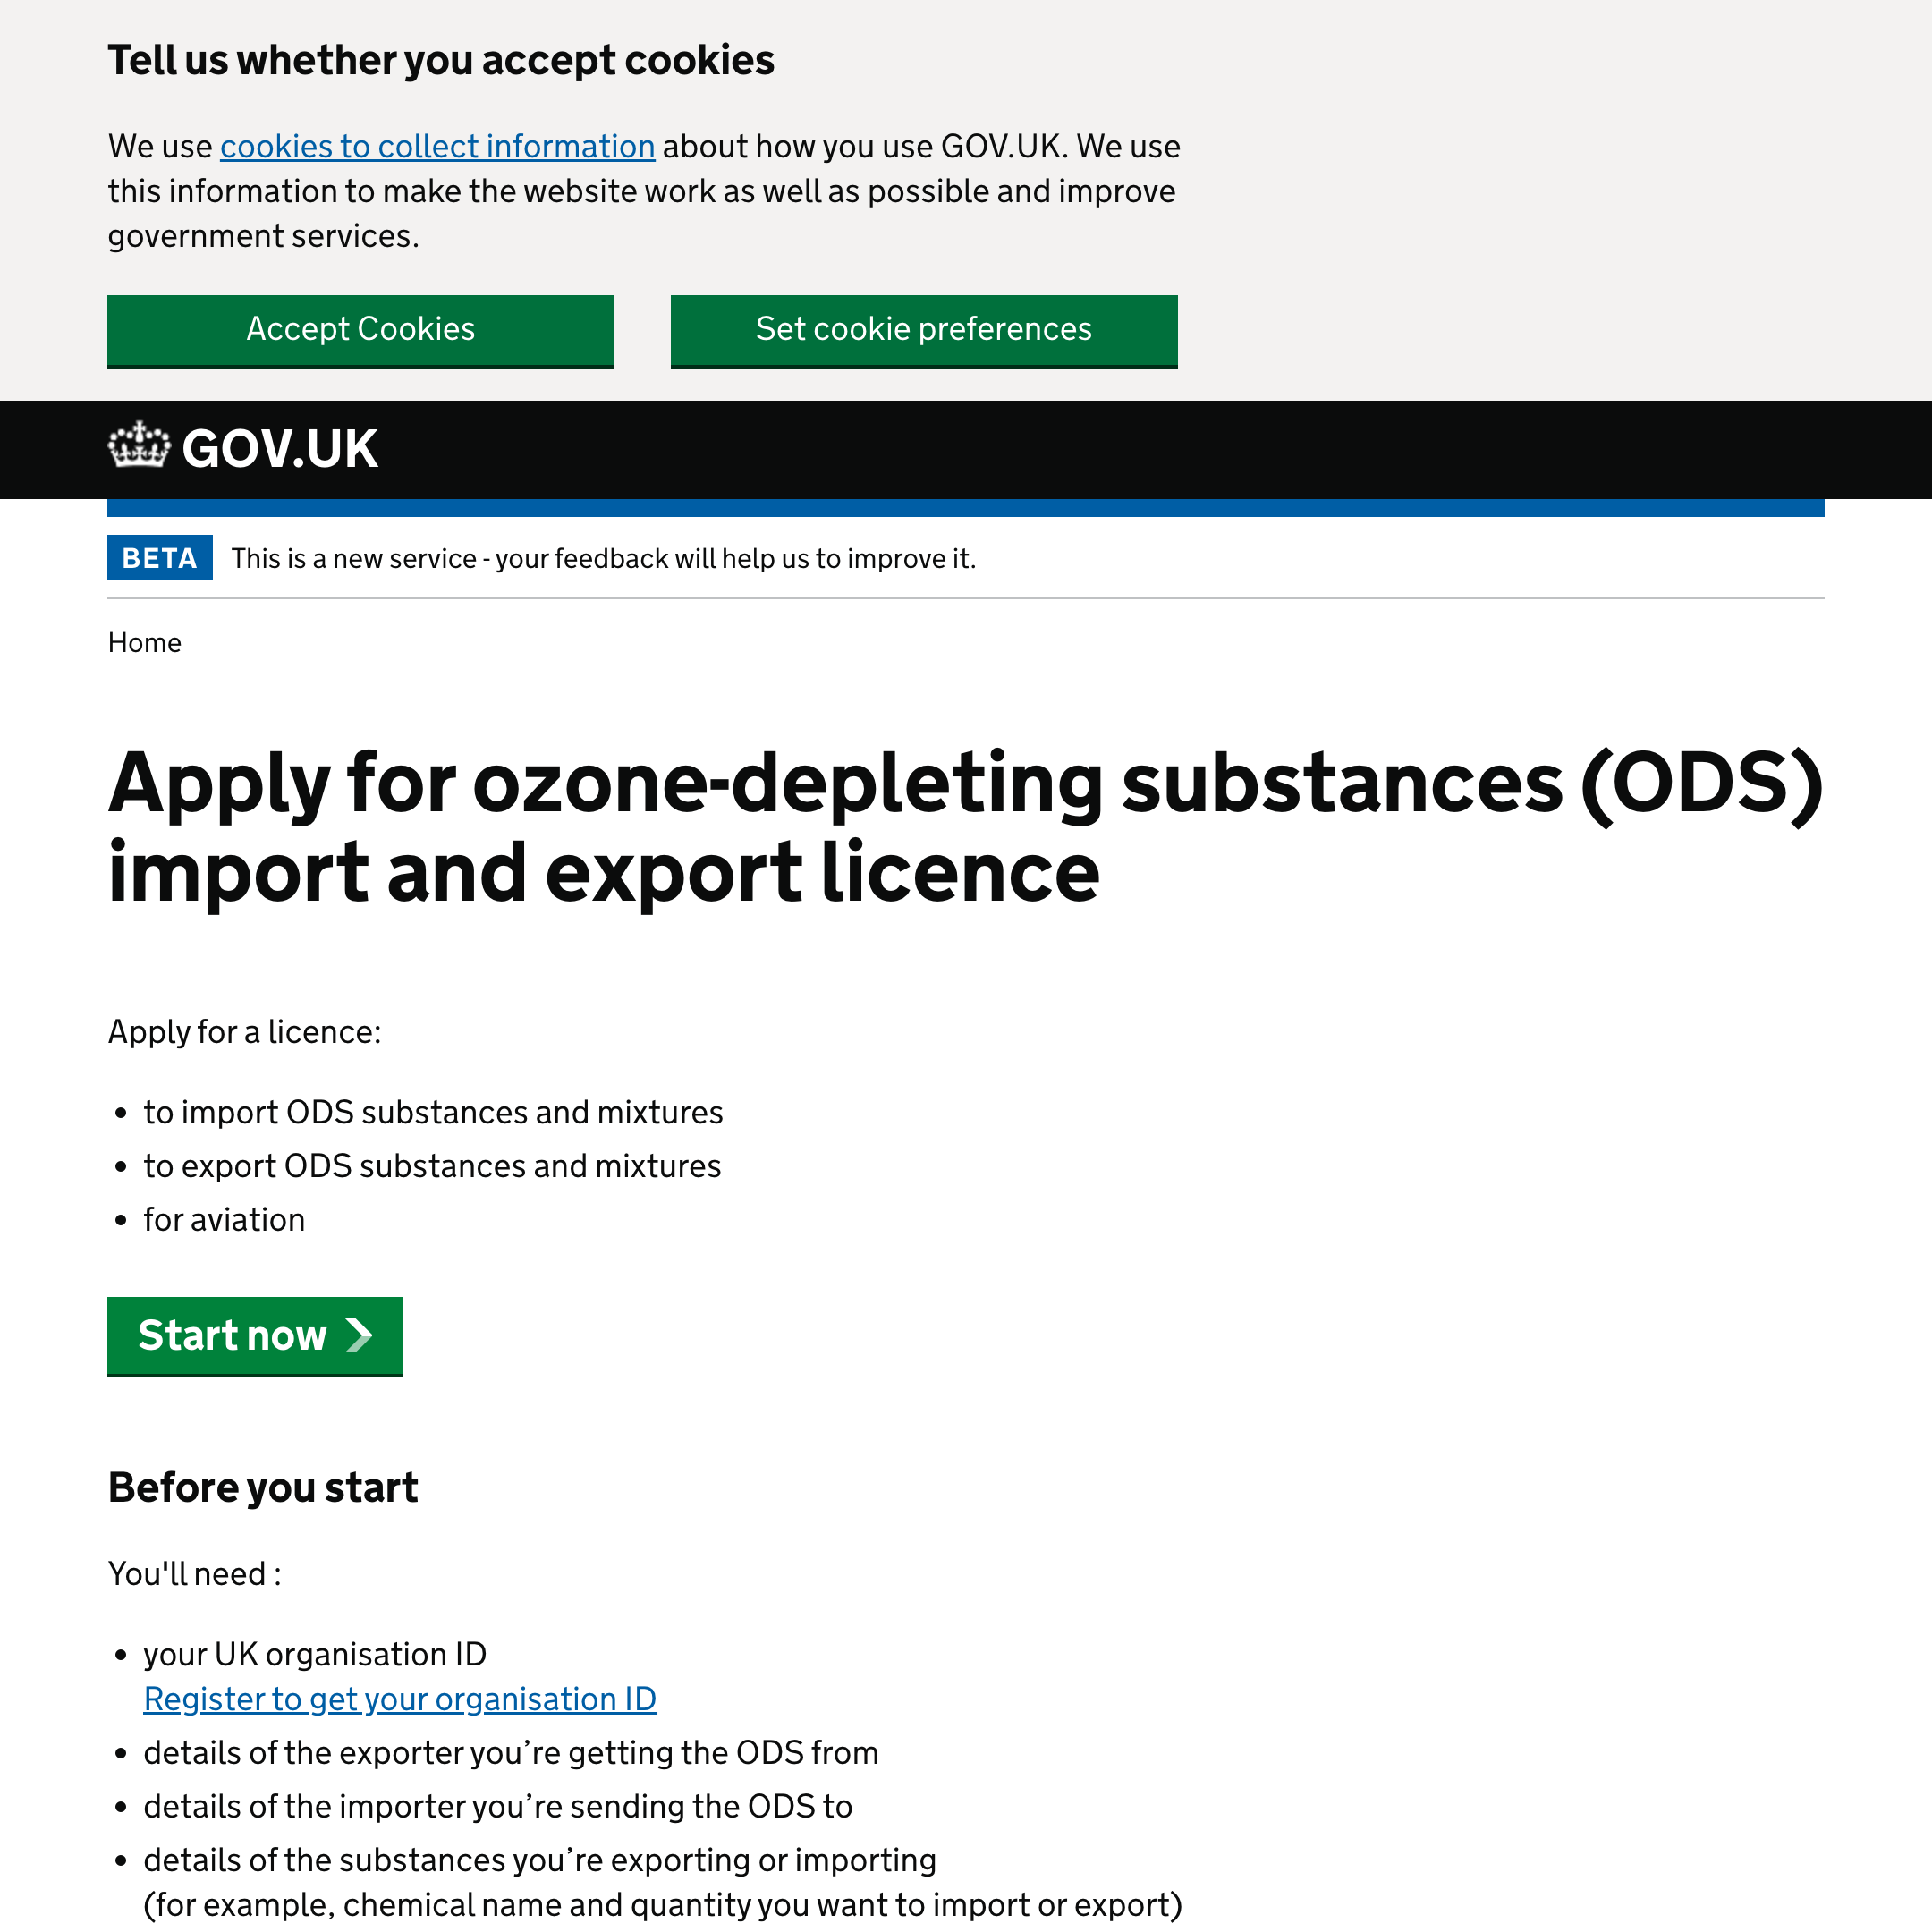 Tell us whether you accept cookies
We use cookies to collect information about how you use GOV.UK. We use
this information to make the website work as well as possible and improve
government services.
Accept Cookies
Set cookie preferences
GOV.UK
BETA This is a new service - your feedback will help us to improve it.
Home
Apply for ozone-depleting substances (ODS)
import and export licence
Apply for a licence:
• to import ODS substances and mixtures
• to export ODS substances and mixtures
• for aviation
Start now
Before you start
You'll need :
• your UK organisation ID
Register to get your organisation ID
• details of the exporter you’re getting the ODS from
• details of the importer you’re sending the ODS to
• details of the substances you’re exporting or importing
(for example, chemical name and quantity you want to import or export)